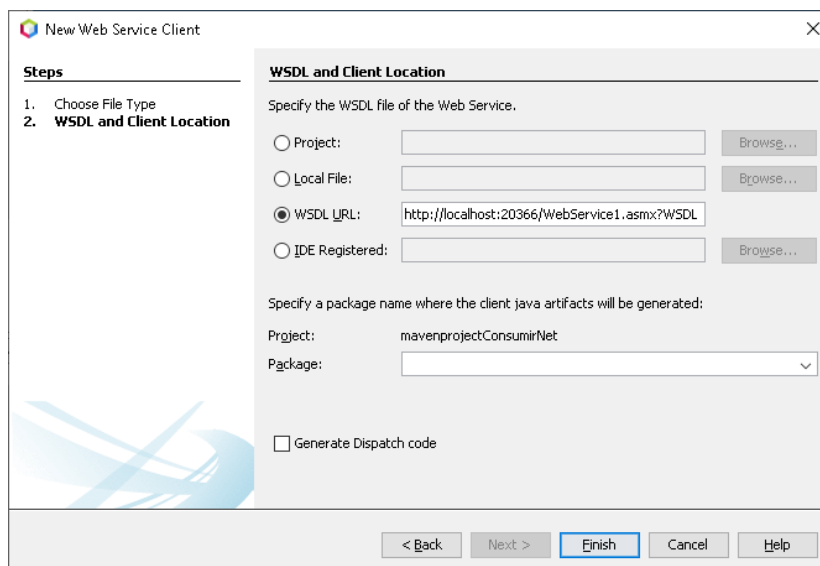 New Web Service Client
Steps
1. Choose File Type
2. WSDL and Client Location
WSDL and Client Location
Specify the WSDL file of the Web Service.
Project: Browse...
Local File: Browse...
WSDL URL: http://localhost:20366/WebService1.asmx?WSDL
IDE Registered: Browse...
Specify a package name where the client java artifacts will be generated:
Project: mavenprojectConsumirNet
Package:
Generate Dispatch code
< Back Next > Finish Cancel Help